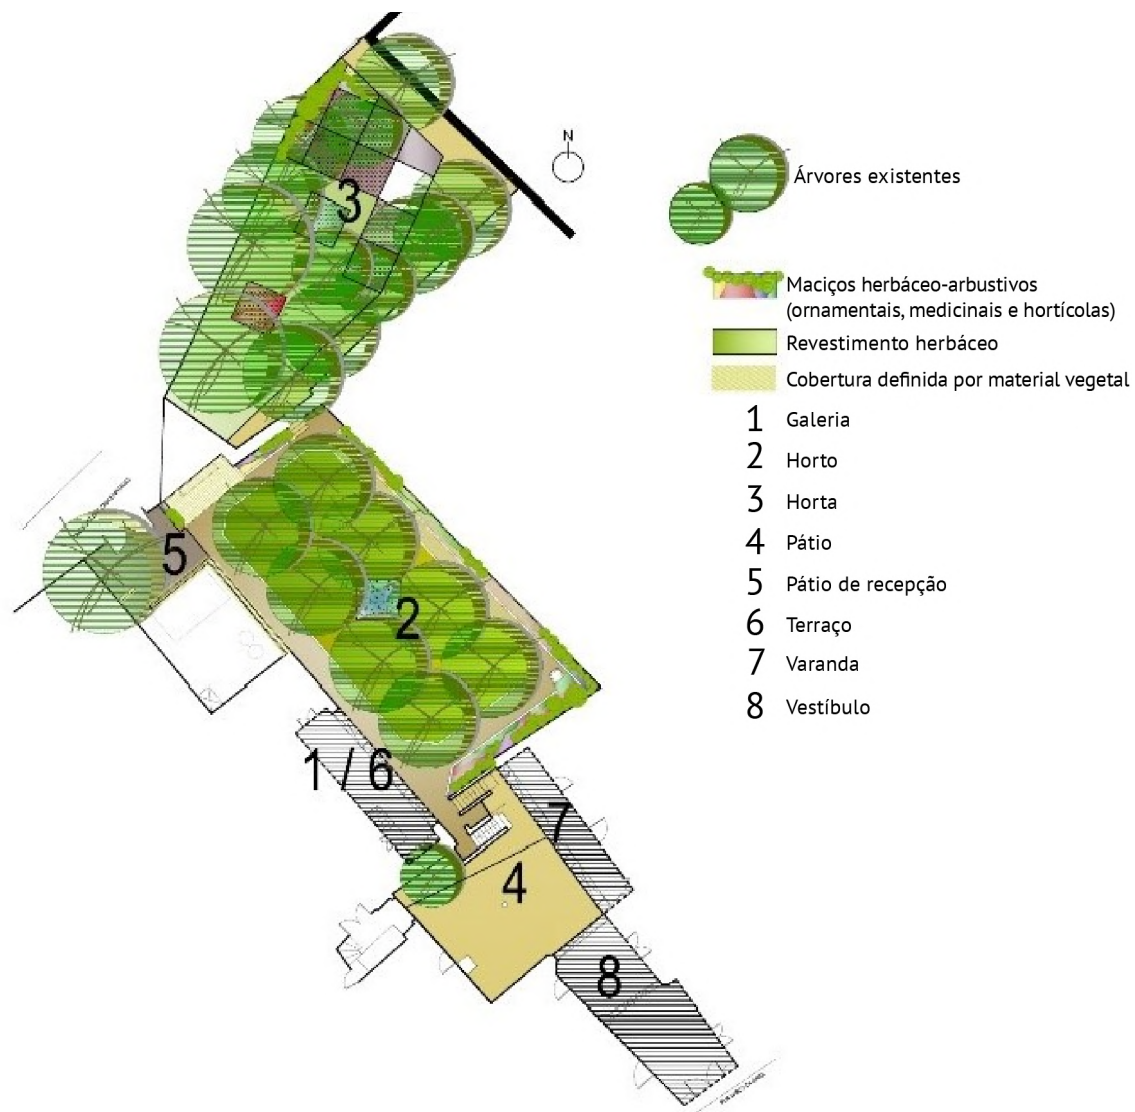 N
3
Árvores existentes
Maciços herbáceo-arbustivos
(ornamentais, medicinais e hortícolas)
Revestimento herbáceo
Cobertura definida por material vegetal
1 Galeria
2 Horto
3 Horta
4 Pátio
5 Pátio de recepção
6 Terraço
7 Varanda
8 Vestíbulo
5
2
1 / 6
7
4
8